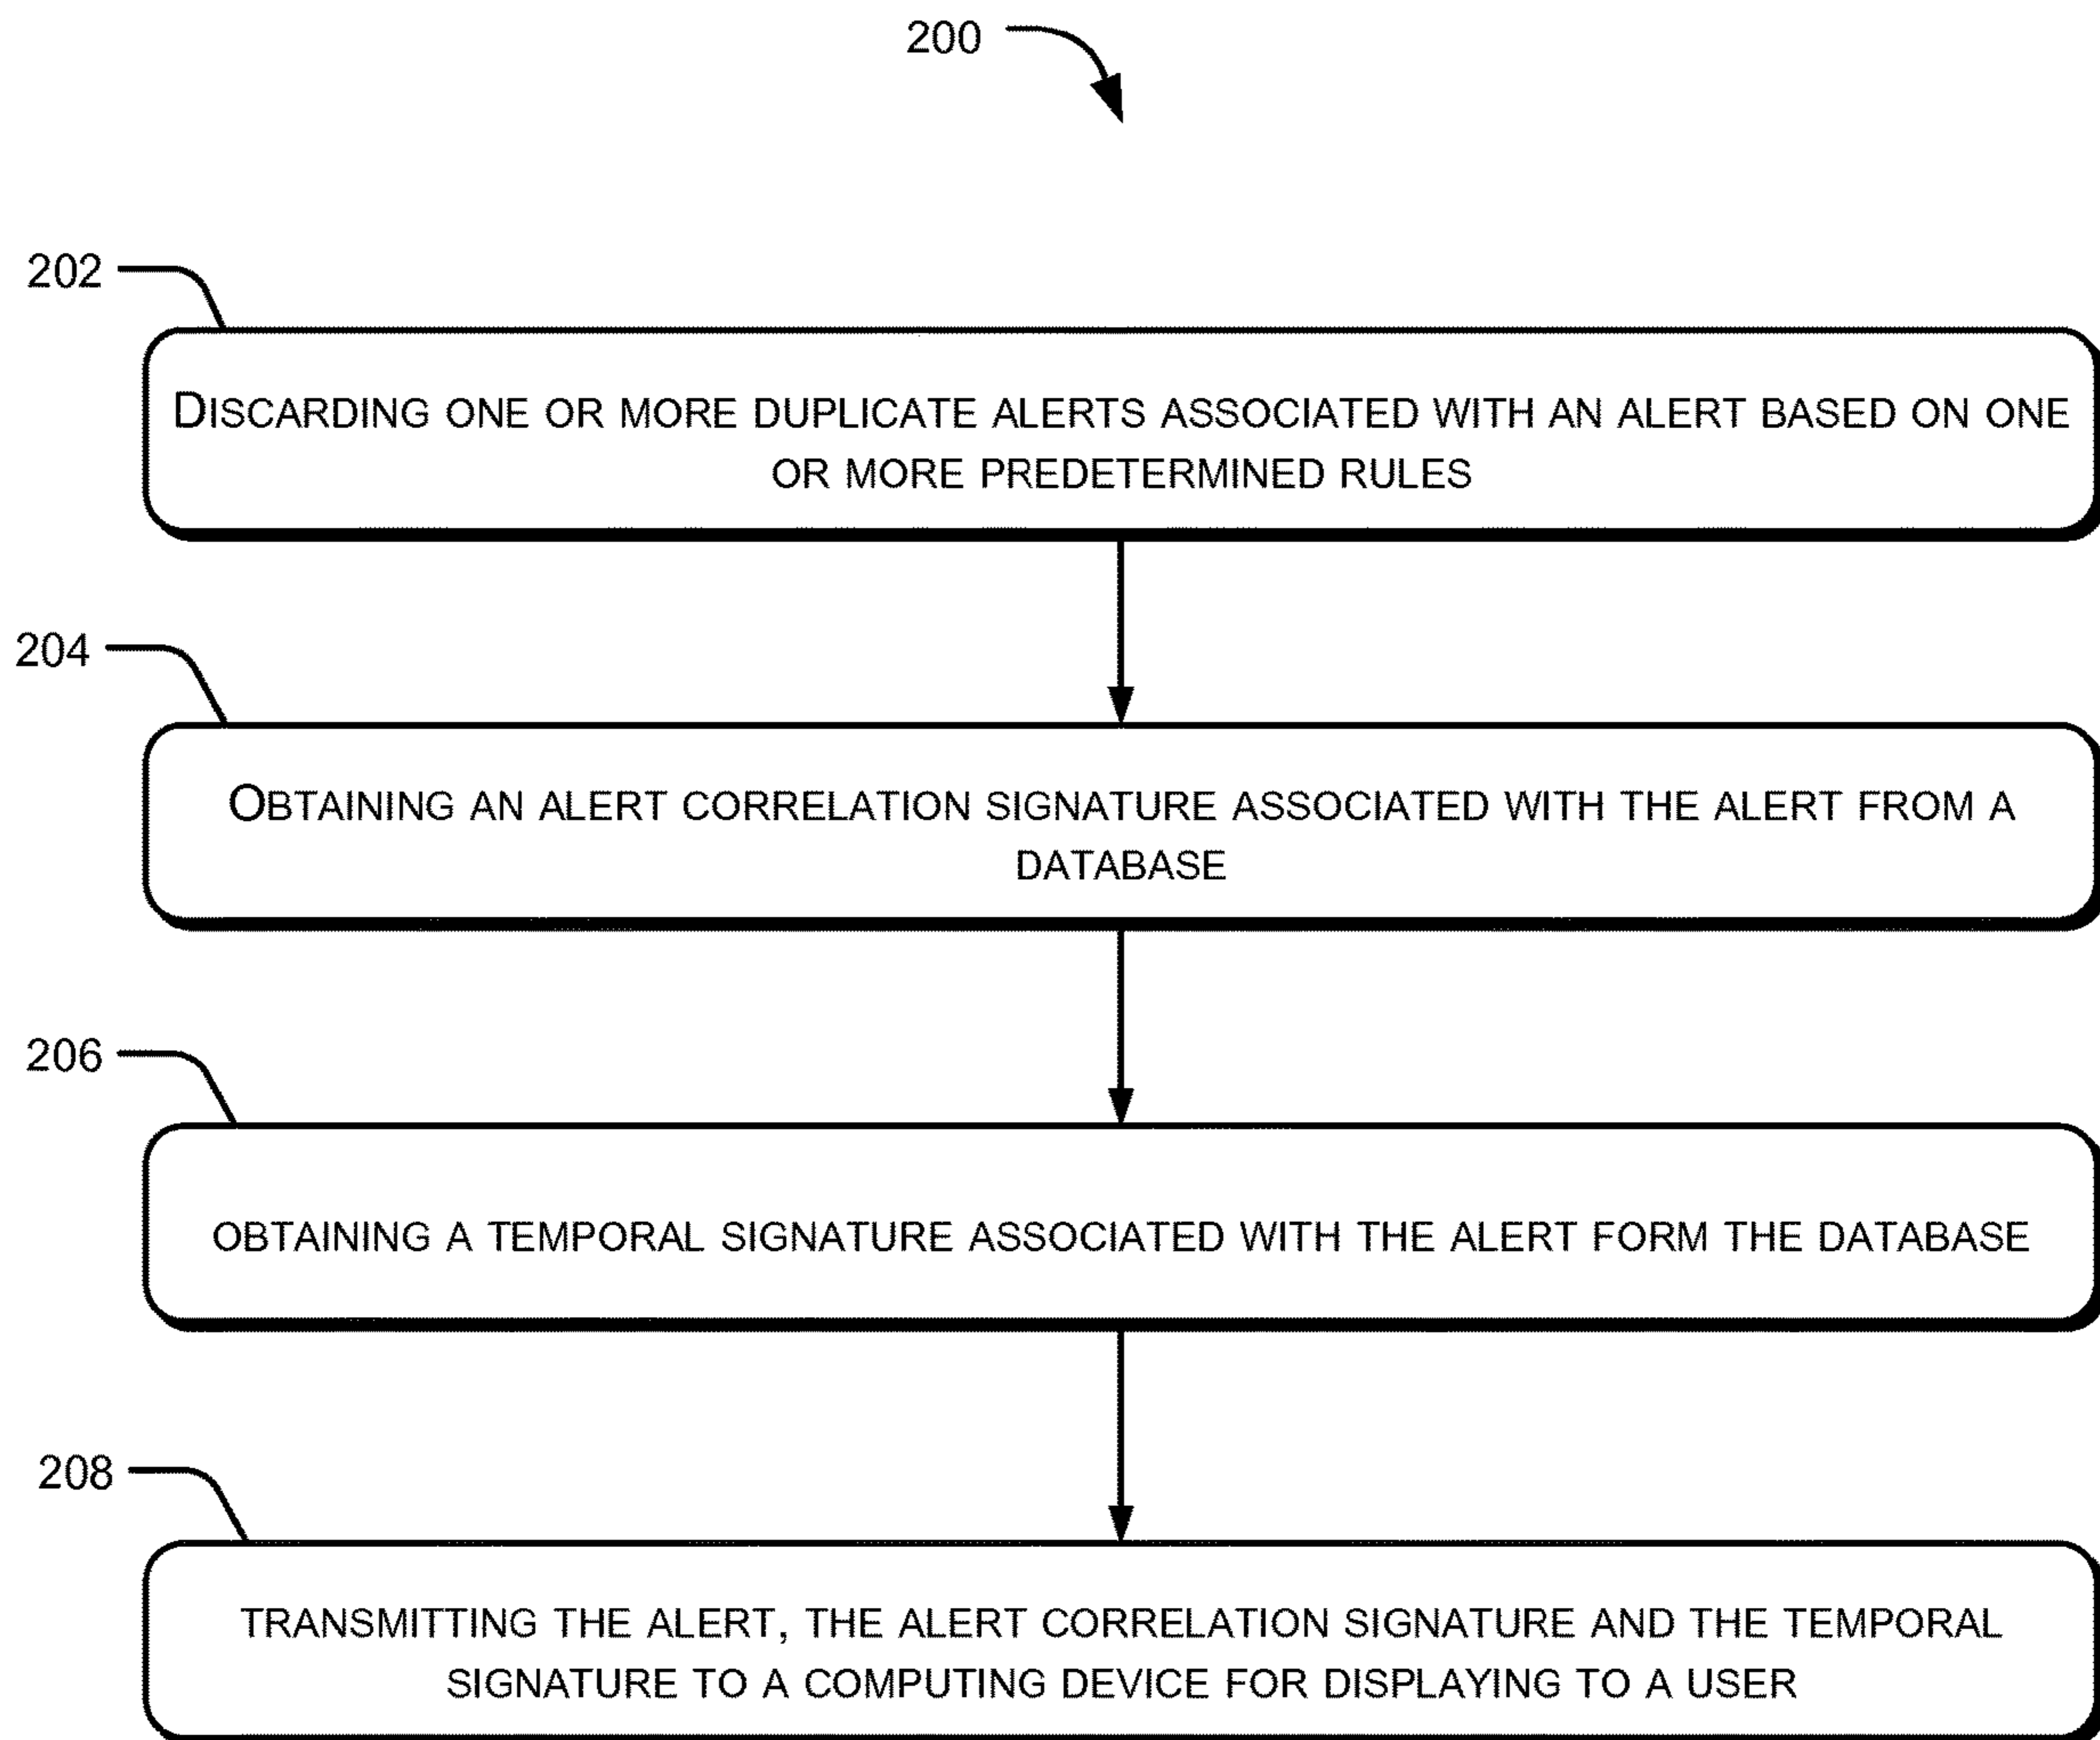 200
202
DISCARDING ONE OR MORE DUPLICATE ALERTS ASSOCIATED WITH AN ALERT BASED ON ONE
OR MORE PREDETERMINED RULES
204
OBTAINING AN ALERT CORRELATION SIGNATURE ASSOCIATED WITH THE ALERT FROM A
DATABASE
206
OBTAINING A TEMPORAL SIGNATURE ASSOCIATED WITH THE ALERT FORM THE DATABASE
208
TRANSMITTING THE ALERT, THE ALERT CORRELATION SIGNATURE AND THE TEMPORAL
SIGNATURE TO A COMPUTING DEVICE FOR DISPLAYING TO A USER